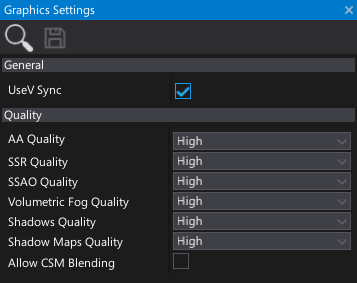 Graphics Settings
General
UseV Sync
Quality
AA Quality High
SSR Quality High
SSAO Quality High
Volumetric Fog Quality High
Shadows Quality High
Shadow Maps Quality High
Allow CSM Blending